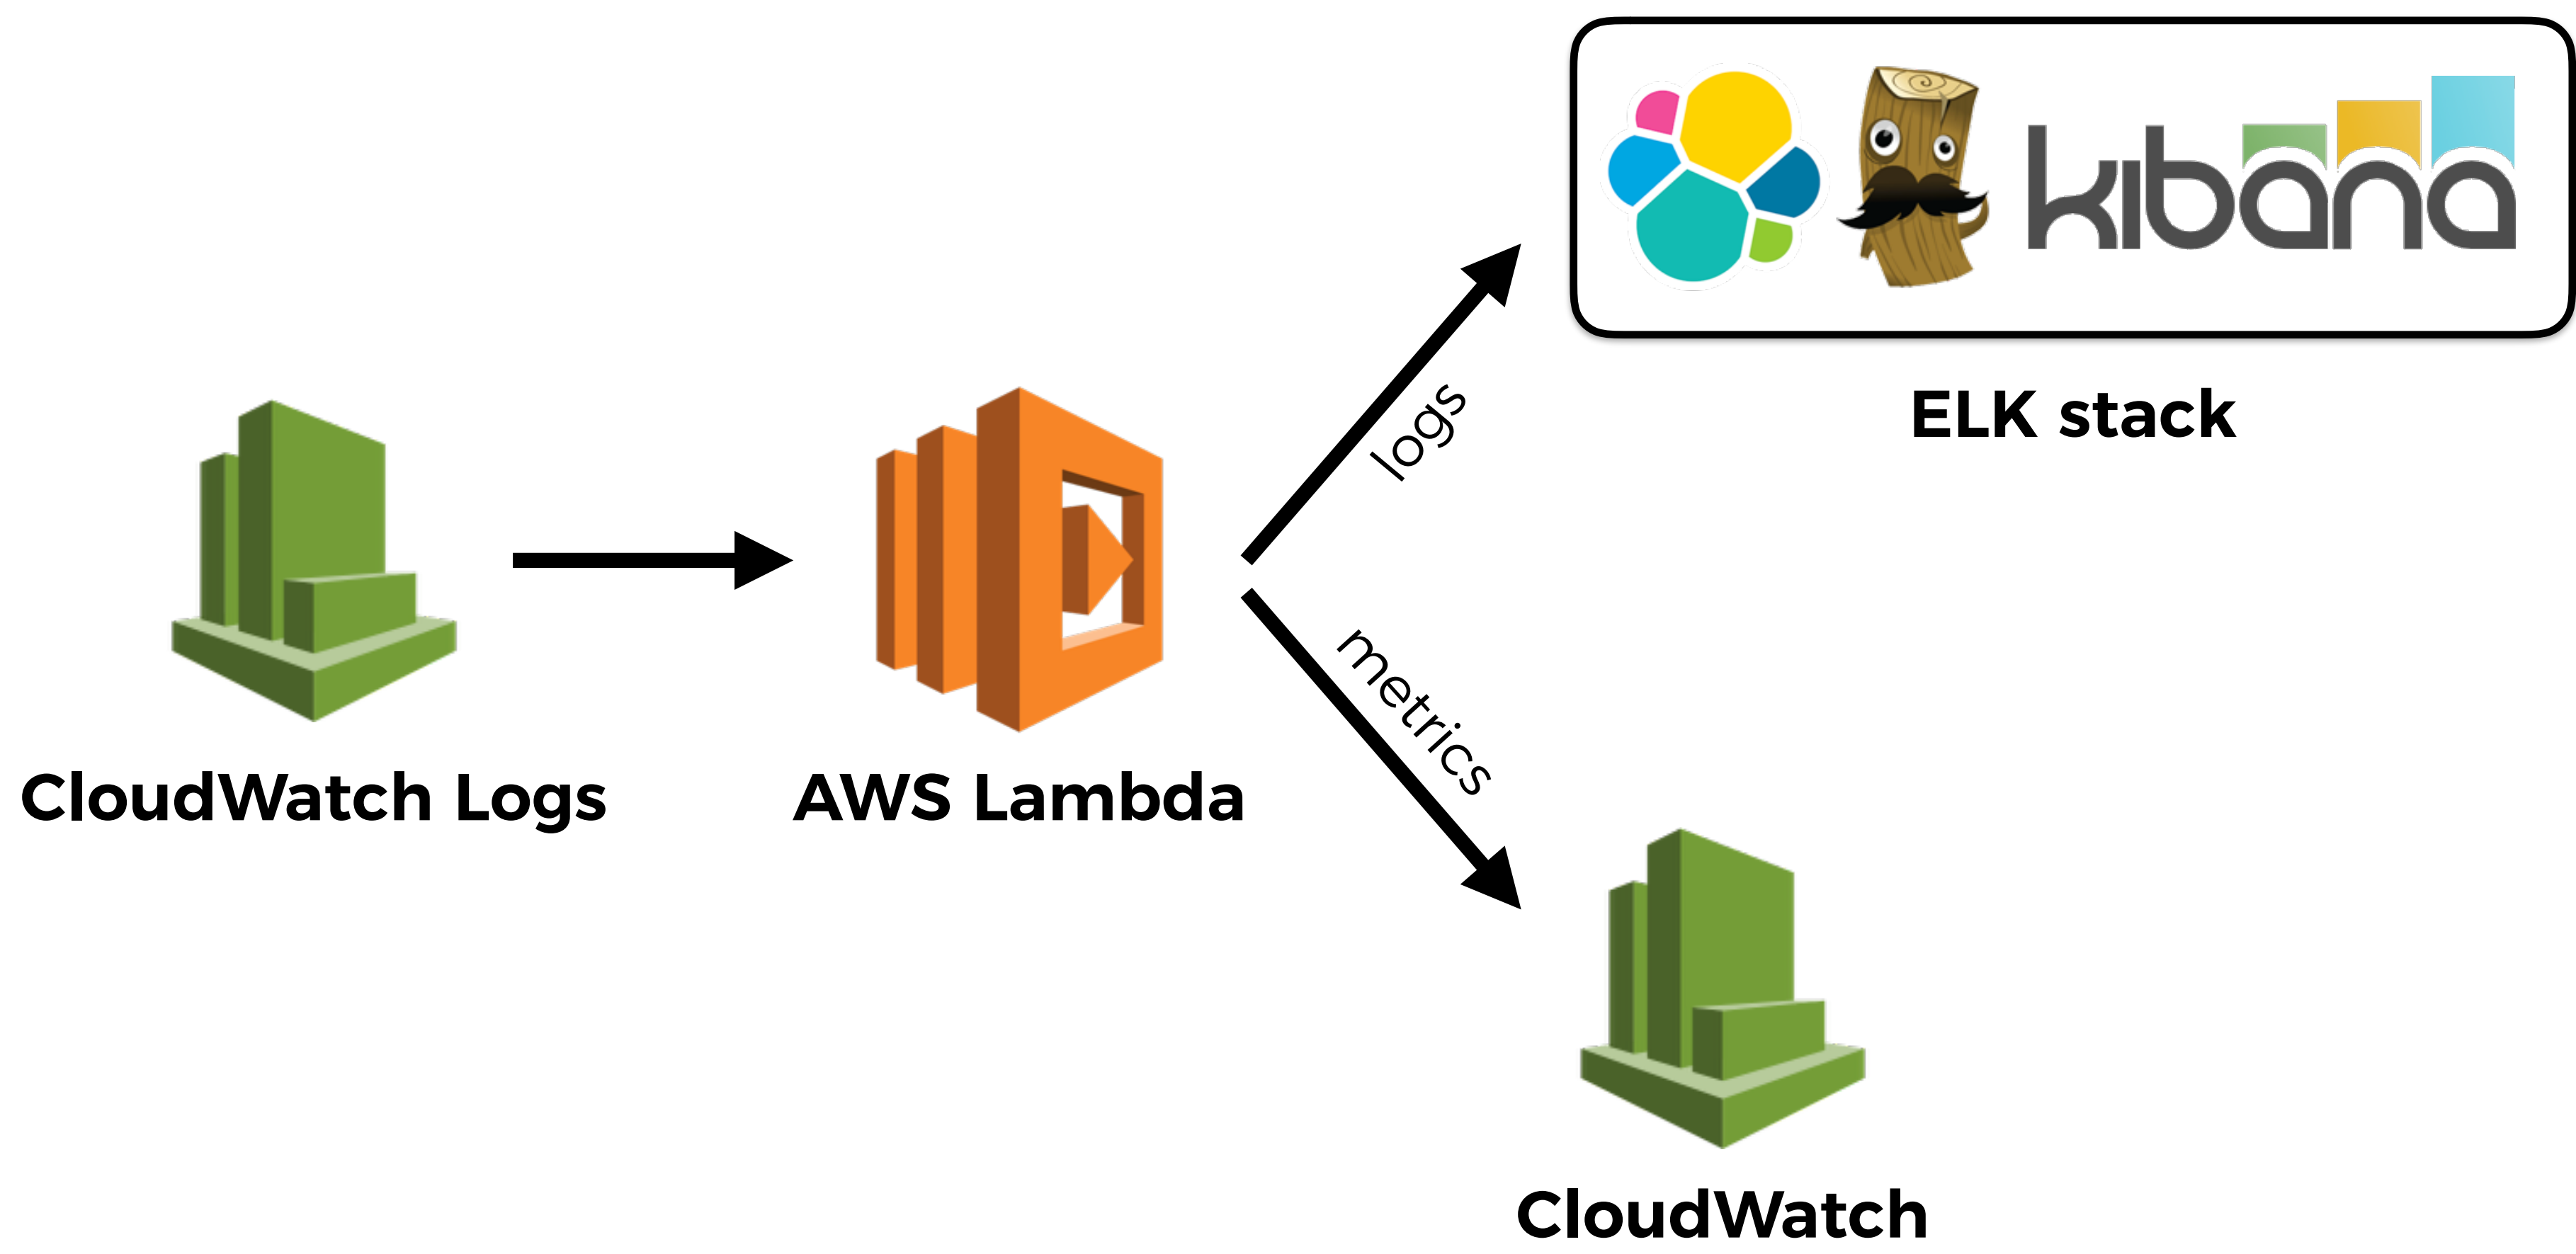 kibana
ELK stack
logs
CloudWatch Logs
AWS Lambda
metrics
CloudWatch